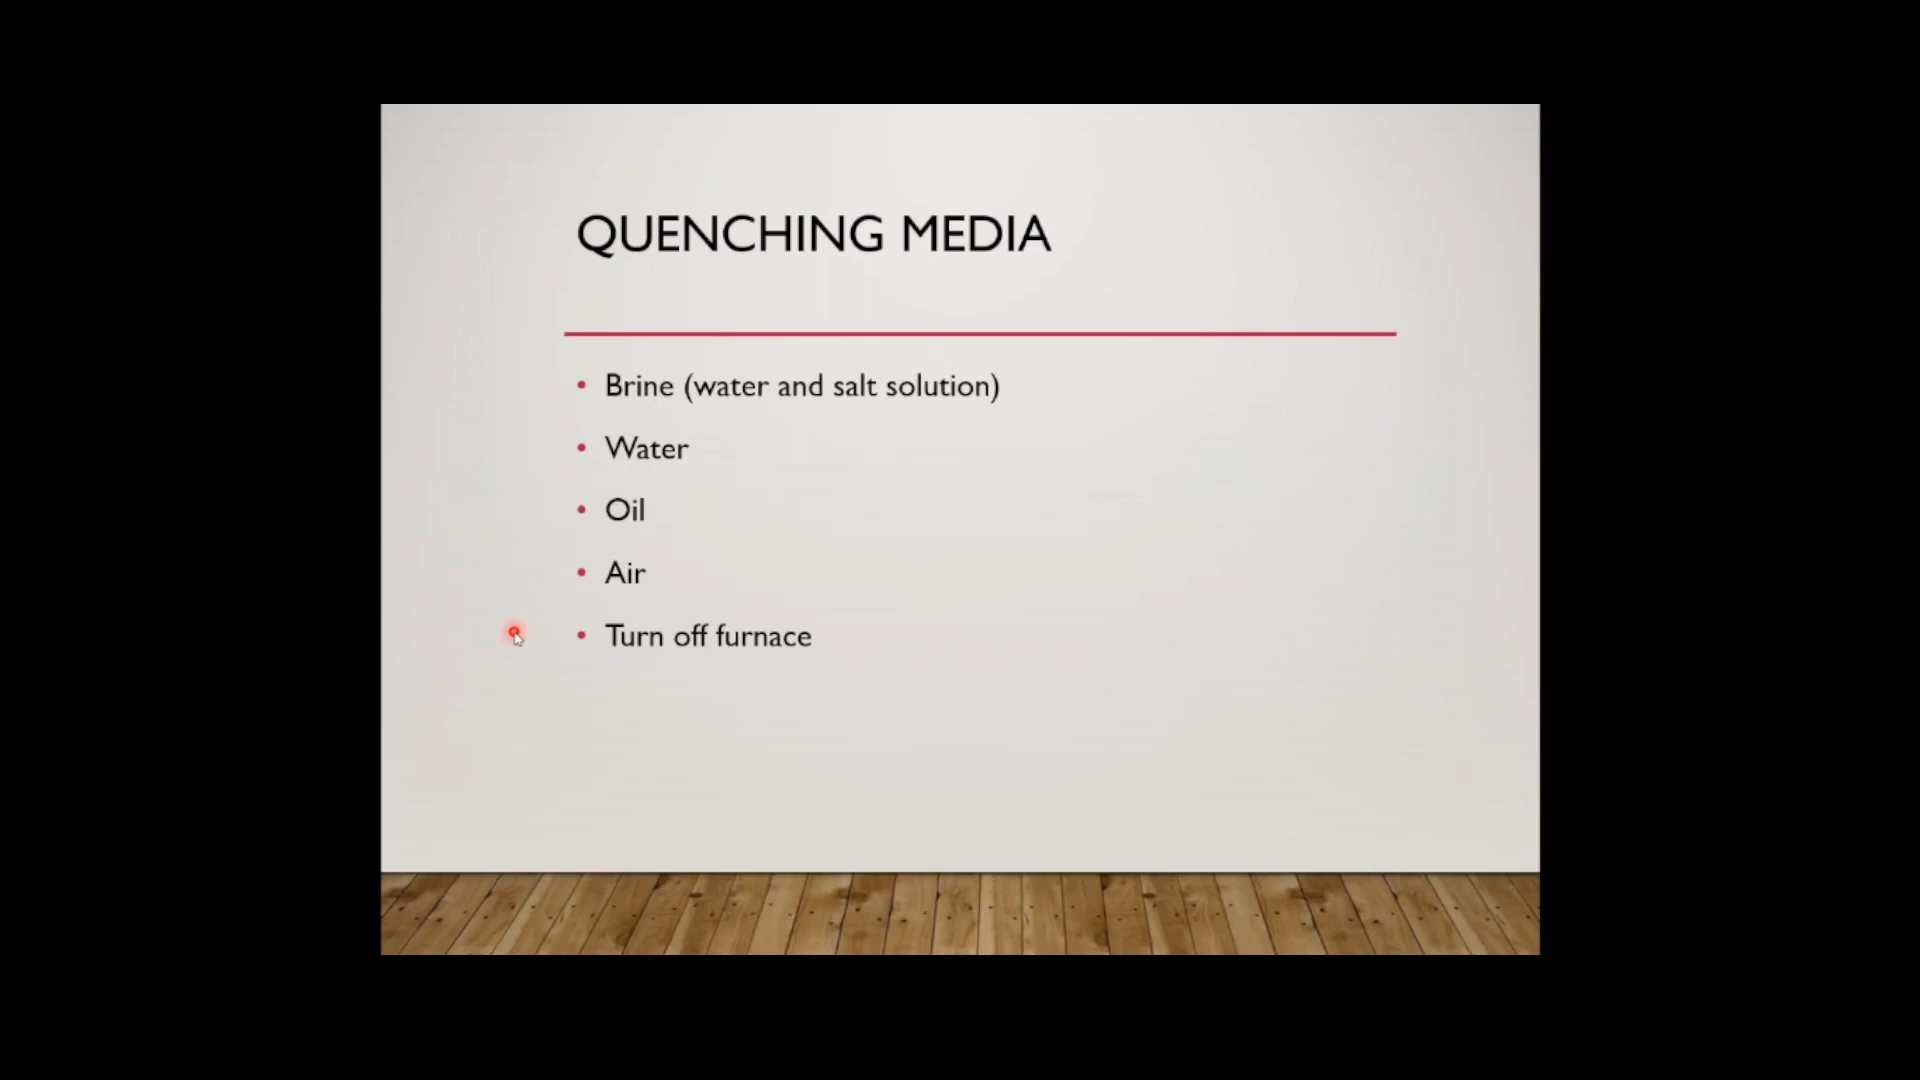 QUENCHING MEDIA
• Brine (water and salt solution)
• Water
• Oil
• Air
• Turn off furnace